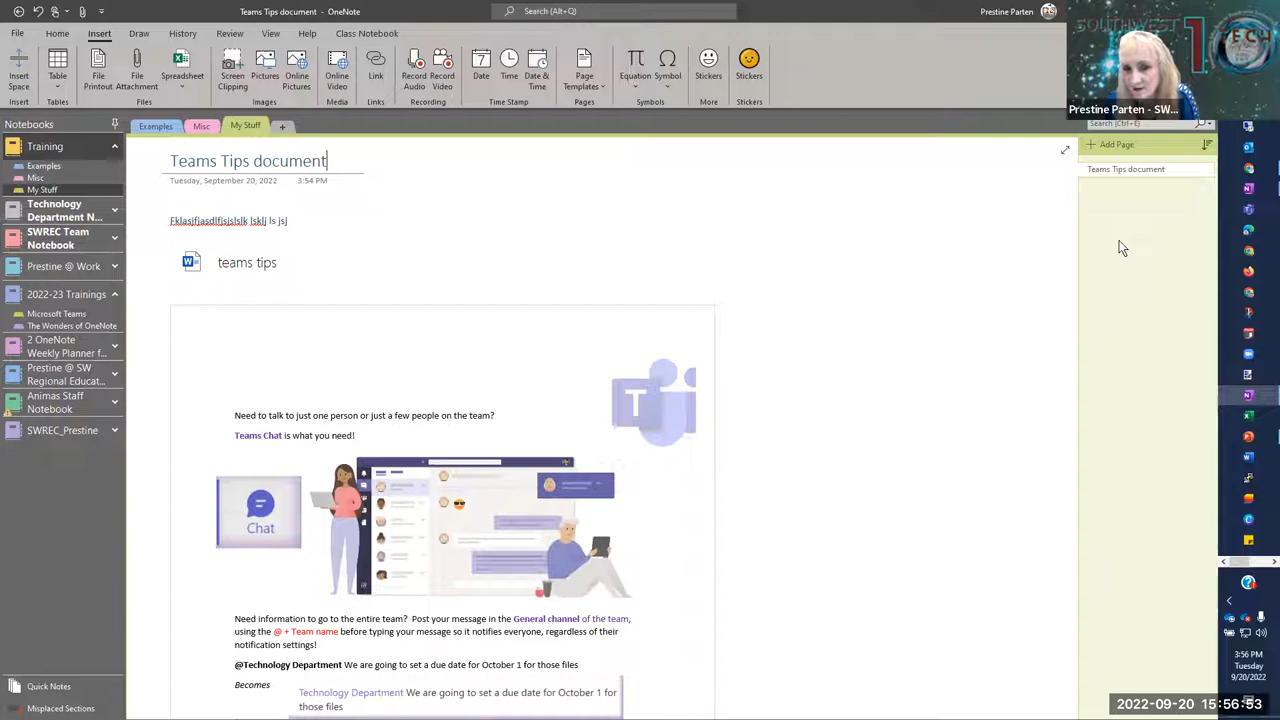 Teams Tips document - OneNote
Search (Alt+Q)
Prestine Parten
SOUTHWEST 1 TECH
File Home Insert Draw History Review View Help Class Notebook
Insert Space
Table
File Printout
File Attachment
Spreadsheet
Screen Clipping
Pictures
Online Pictures
Online Video
Link
Record Audio
Record Video
Date
Time
Date & Time
Page Templates
Equation
Symbol
Stickers
Stickers
Insert Tables Files Images Media Links Recording Time Stamp Pages Symbols More Stickers
Prestine Parten - SW...
Notebooks
Examples Misc My Stuff
Search (Ctrl+E)
Training
Examples
Misc
My Stuff
Technology Department N...
SWREC Team Notebook
Prestine @ Work
2022-23 Trainings
Microsoft Teams
The Wonders of OneNote
2 OneNote Weekly Planner f...
Prestine @ SW Regional Educat...
Animas Staff Notebook
SWREC_Prestine
Quick Notes
Misplaced Sections
Teams Tips document
Tuesday, September 20, 2022 3:54 PM
Fklasjfjasdlfjsjslslk lsklj ls jsj
teams tips
Need to talk to just one person or just a few people on the team?
Teams Chat is what you need!
T
Chat
Need information to go to the entire team? Post your message in the General channel of the team,
using the @ + Team name before typing your message so it notifies everyone, regardless of their
notification settings!
@Technology Department We are going to set a due date for October 1 for those files
Becomes
Technology Department We are going to set a due date for October 1 for
those files
Add Page
Teams Tips document
3:56 PM
Tuesday
9/20/2022
2022-09-20 15:56:53